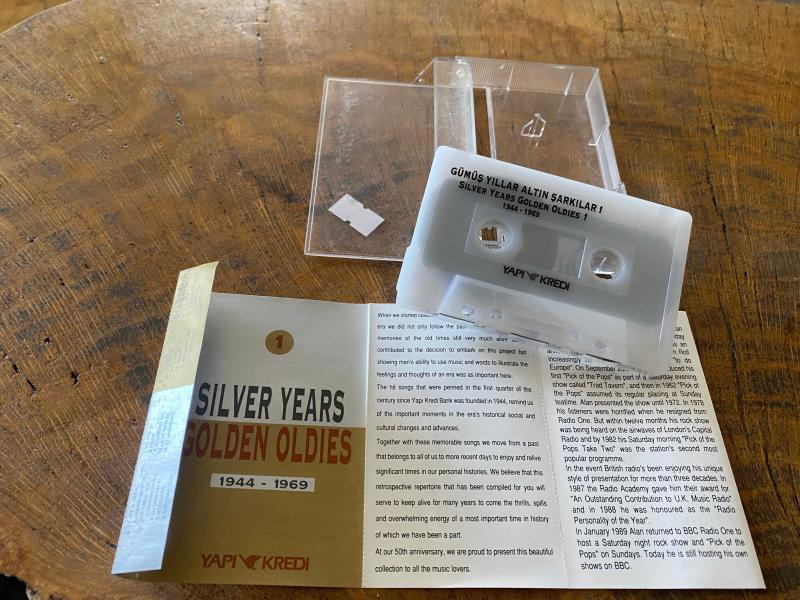 GÜMÜŞ YILLAR ALTIN ŞARKILAR 1
SILVER YEARS GOLDEN OLDIES 1
1944 - 1969
YAPI KREDİ
1
SILVER YEARS
GOLDEN OLDIES
1944 - 1969
YAPI KREDİ
When we started
era we did not only follow the
memories of the old times still very much alive
contributed to the decision to embark on this project but
showing man's ability to use music and words to illustrate the
feelings and thoughts of an era was as important here.
The hit songs that were penned in the first quarter of the
century since Yapı Kredi Bank was founded in 1944, remind us
of the important moments in the era's historical social and
cultural changes and advances.
Together with these memorable songs we move from a past
that belongs to all of us to more recent days to enjoy and relive
significant times in our personal histories. We believe that this
retrospective repertoire that has been compiled for you will
serve to keep alive for many years to come the thrills, spills
and overwhelming energy of a most important time in history
of which we have been a part.
At our 50th anniversary, we are proud to present this beautiful
collection to all the music lovers.
an
Roll
increasingly "to do
Europe". On September
first "Pick of the Pops" as part of a Saturday evening
show called "Trad Tavern", and then in 1962 "Pick of
the Pops" assumed its regular placing at Sunday
teatime. Alan presented the show until 1972. In 1978
his listeners were horrified when he resigned from
Radio One. But within twelve months his rock show
was being heard on the airwaves of London's Capital
Radio and by 1982 his Saturday morning "Pick of the
Pops Take Two" was the station's second most
popular programme.
In the event British radio's been enjoying his unique
style of presentation for more than three decades. In
1987 the Radio Academy gave him their award for
"An Outstanding Contribution to U.K. Music Radio"
and in 1988 he was honoured as the "Radio
Personality of the Year".
In January 1989 Alan returned to BBC Radio One to
host a Saturday night rock show and "Pick of the
Pops" on Sundays. Today he is still hosting his own
shows on BBC.